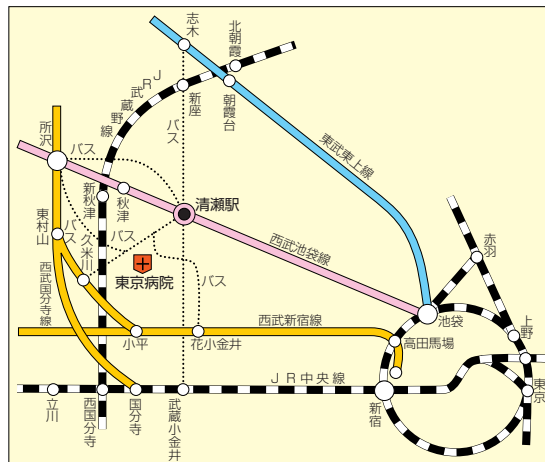 志木
北朝霞
JR武蔵野線
新座
朝霞台
バス
東武東上線
所沢
バス
新秋津
秋津
清瀬駅
西武池袋線
東村山
バス
久米川
バス
東京病院
バス
赤羽
西武国分寺線
池袋
上野
西武新宿線
小平
花小金井
高田馬場
JR中央線
立川
西国分寺
国分寺
武蔵小金井
新宿
東京